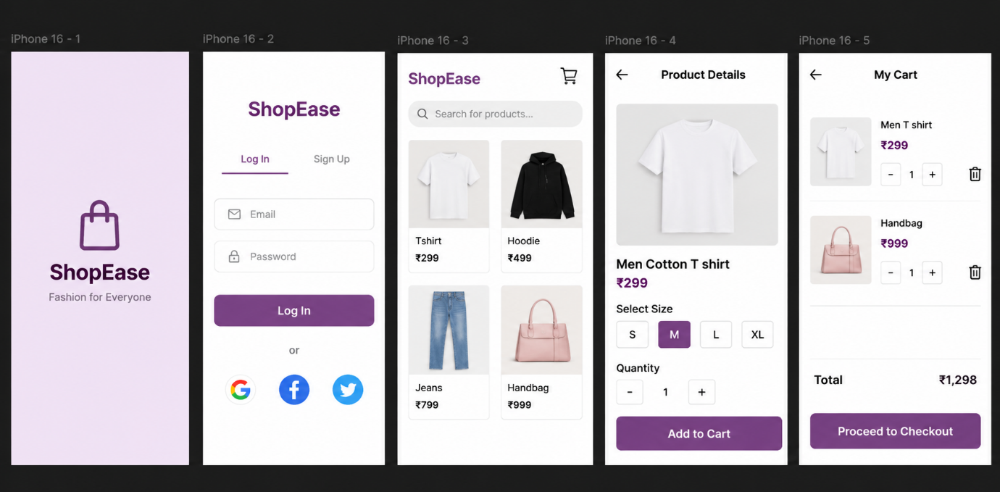 iPhone 16 - 1
ShopEase
Fashion for Everyone
iPhone 16 - 2
ShopEase
Log In Sign Up
Email
Password
Log In
or
iPhone 16 - 3
ShopEase
Search for products...
Tshirt
₹299
Hoodie
₹499
Jeans
₹799
Handbag
₹999
iPhone 16 - 4
Product Details
Men Cotton T shirt
₹299
Select Size
S M L XL
Quantity
- 1 +
Add to Cart
iPhone 16 - 5
My Cart
Men T shirt
₹299
- 1 +
Handbag
₹999
- 1 +
Total ₹1,298
Proceed to Checkout